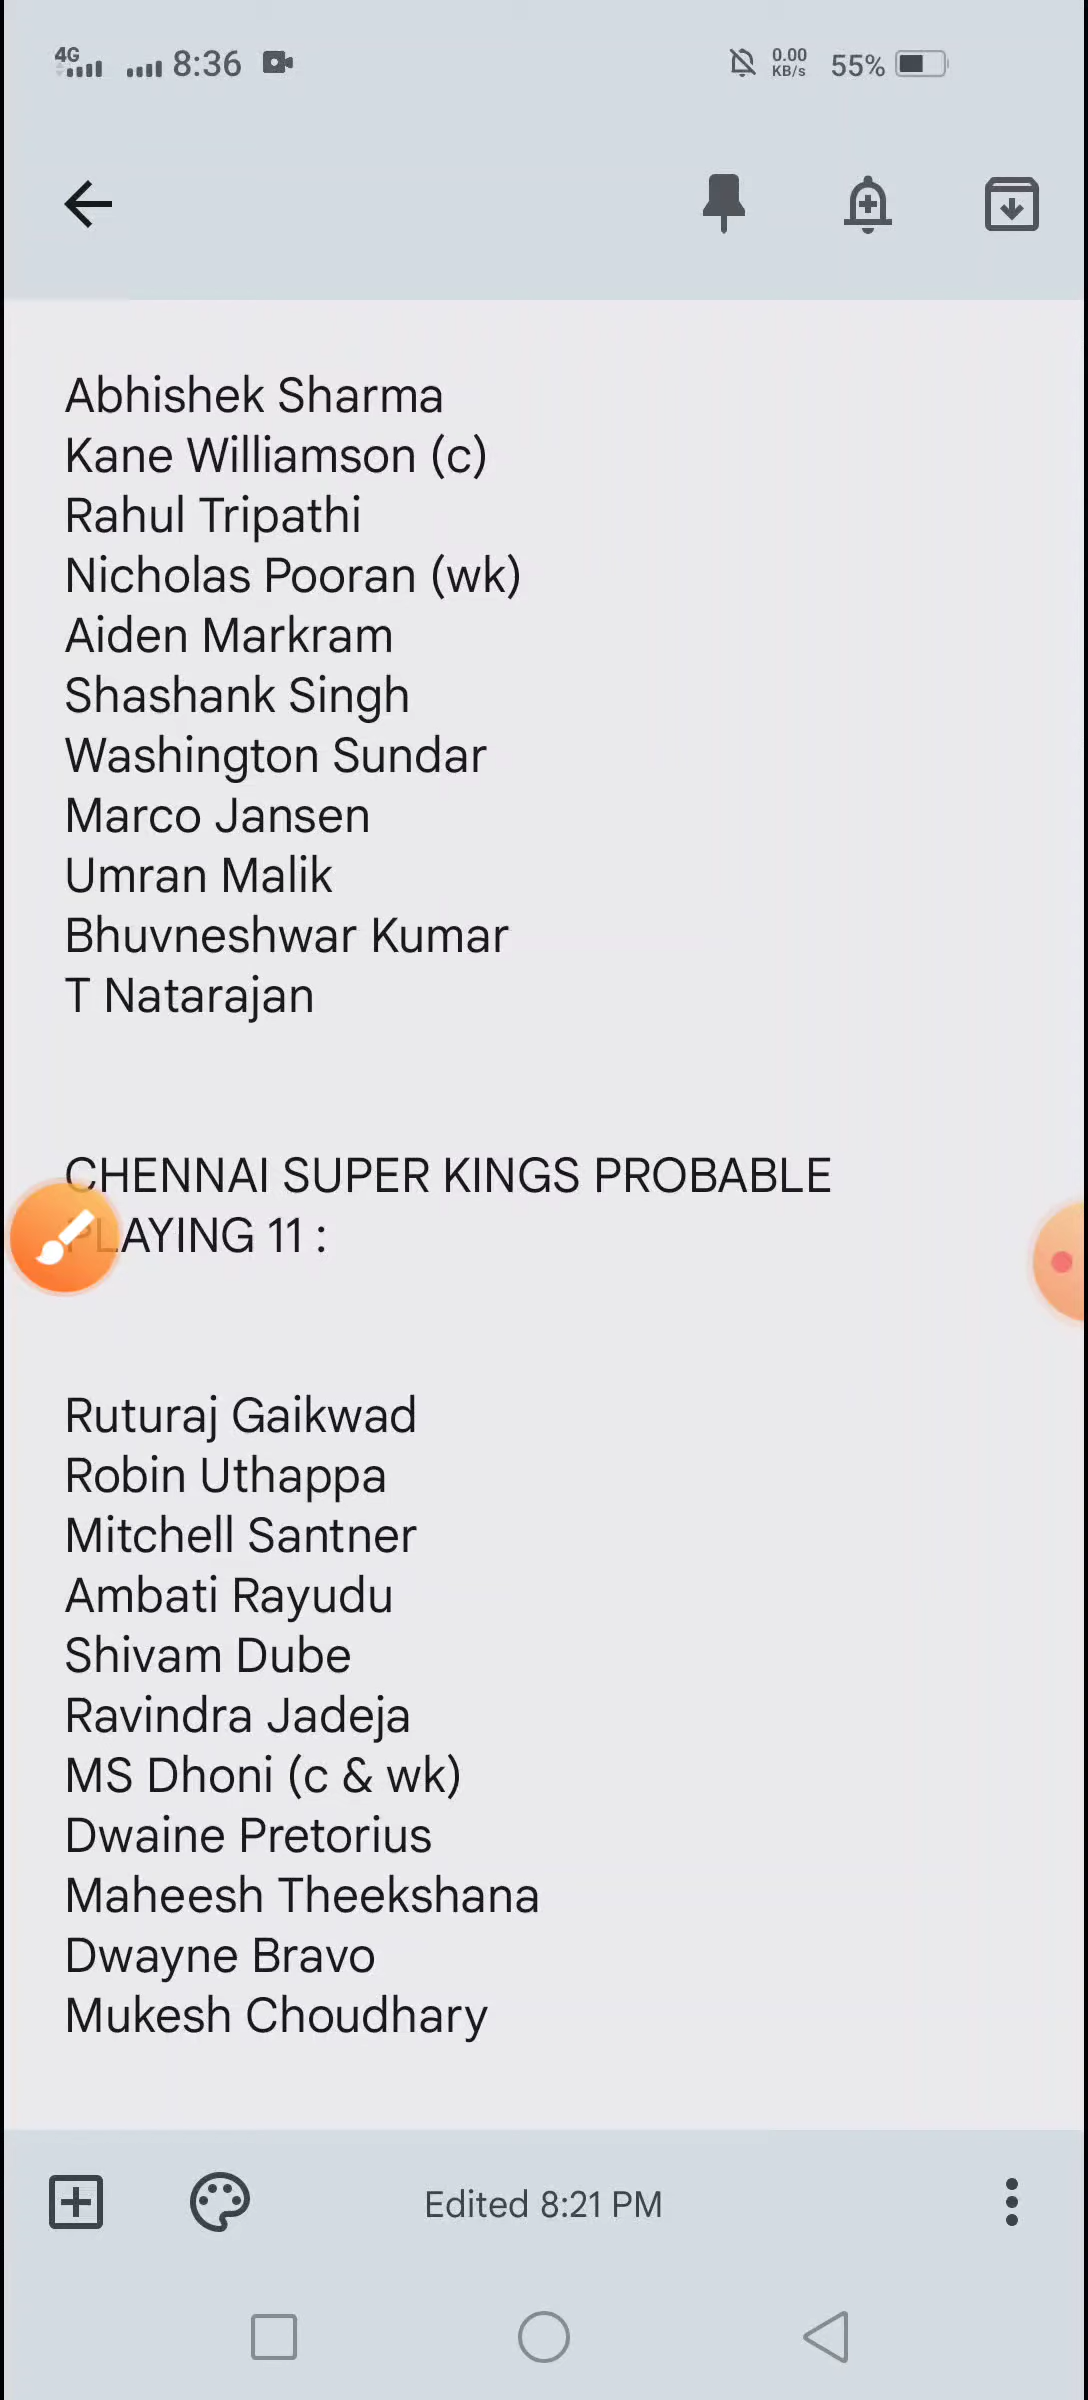 4G 8:36 0.00 KB/s 55%
Abhishek Sharma
Kane Williamson (c)
Rahul Tripathi
Nicholas Pooran (wk)
Aiden Markram
Shashank Singh
Washington Sundar
Marco Jansen
Umran Malik
Bhuvneshwar Kumar
T Natarajan
CHENNAI SUPER KINGS PROBABLE
PLAYING 11 :
Ruturaj Gaikwad
Robin Uthappa
Mitchell Santner
Ambati Rayudu
Shivam Dube
Ravindra Jadeja
MS Dhoni (c & wk)
Dwaine Pretorius
Maheesh Theekshana
Dwayne Bravo
Mukesh Choudhary
Edited 8:21 PM